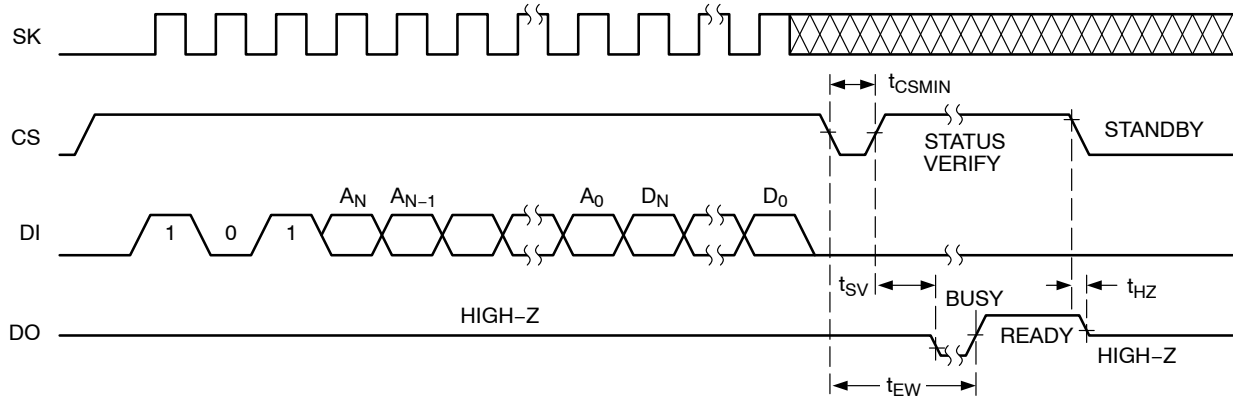 SK
t_CSMIN
CS
STATUS
VERIFY
STANDBY
A_N A_N−1 A_0 D_N D_0
DI 1 0 1
t_SV
BUSY
t_HZ
HIGH−Z
DO
READY
HIGH−Z
t_EW